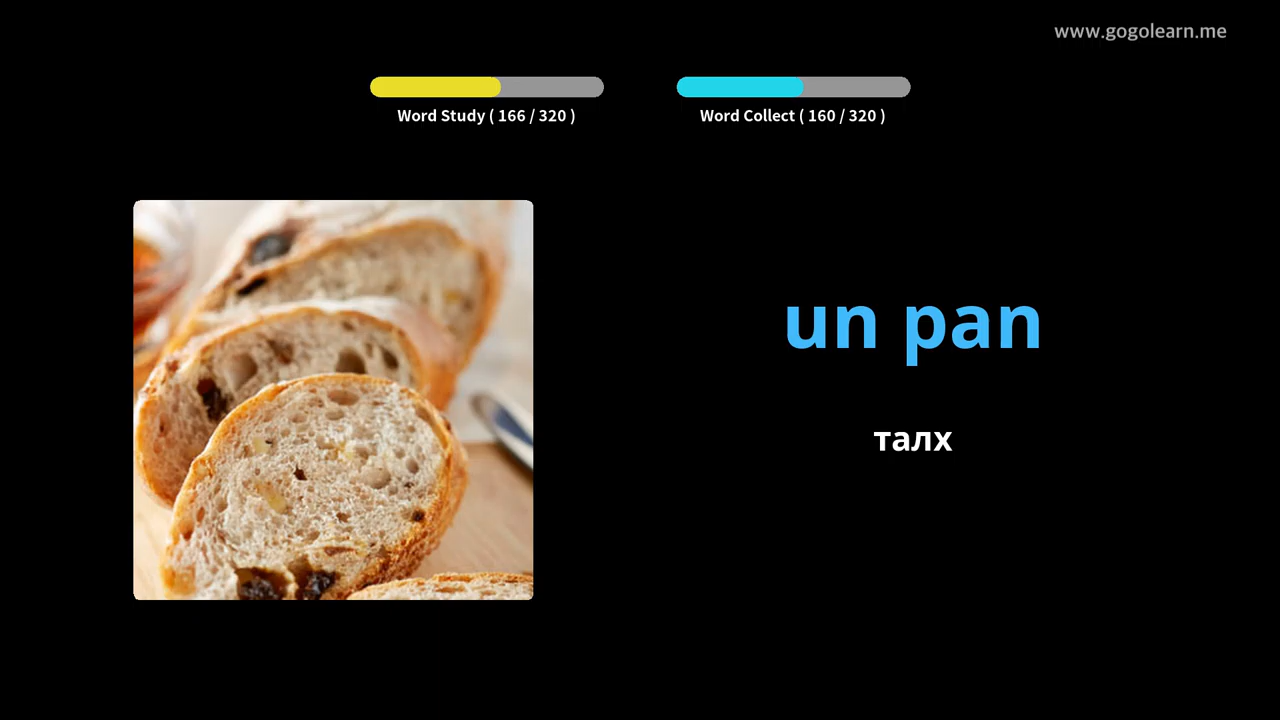 www.gogolearn.me
Word Study ( 166 / 320 )
Word Collect ( 160 / 320 )
un pan
талх